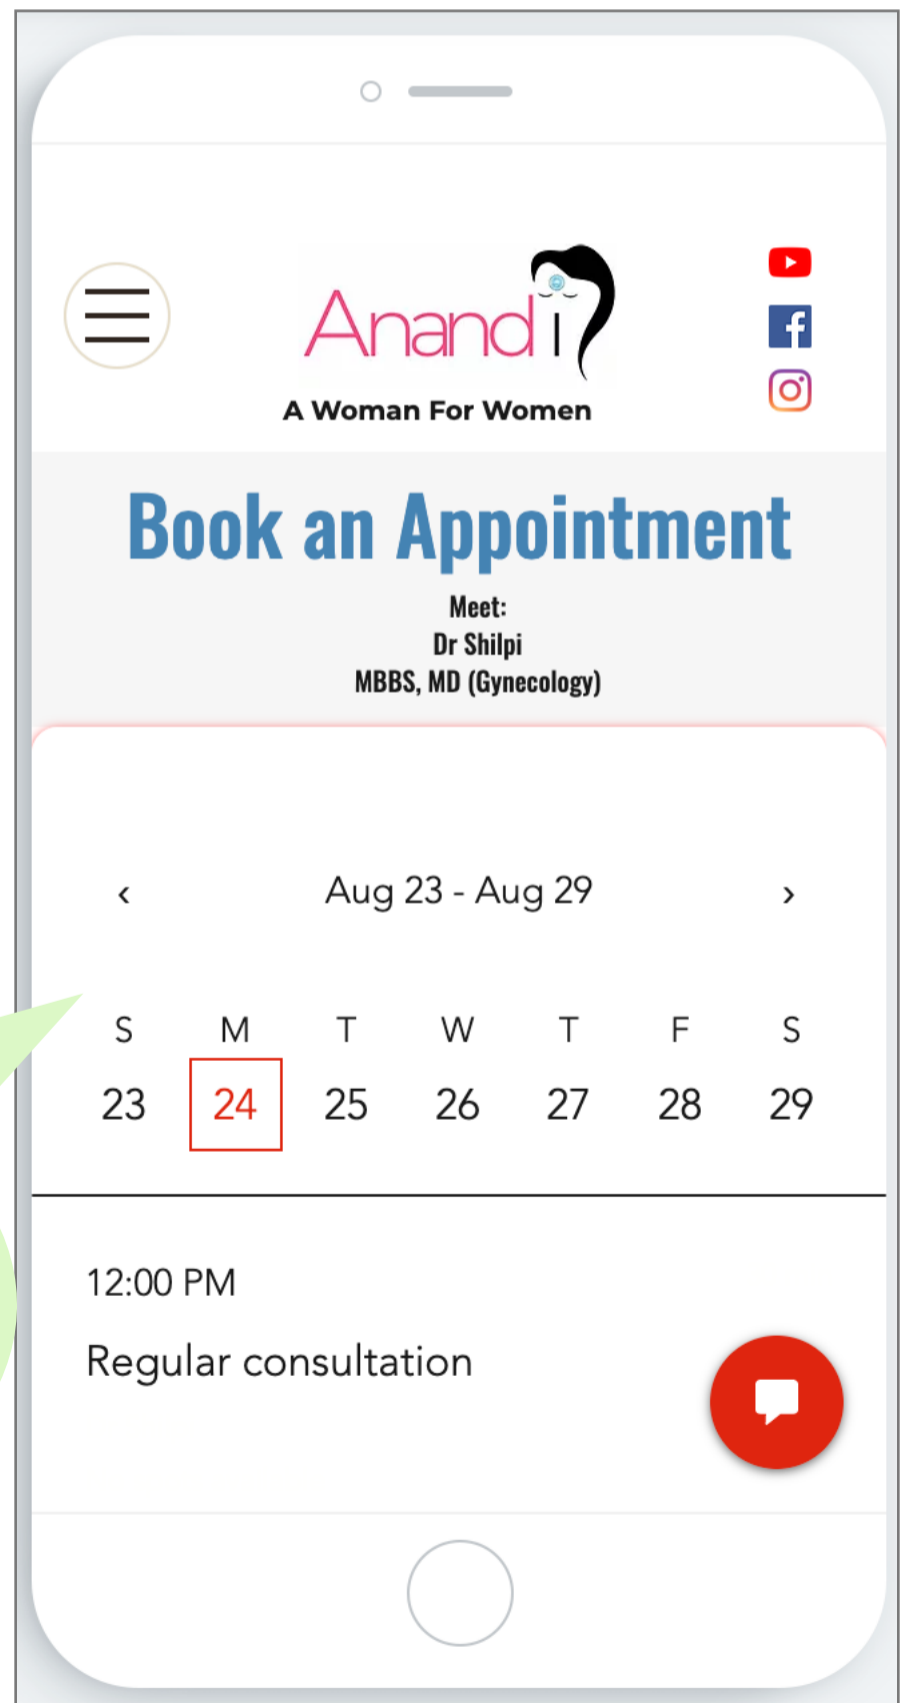 Anandi
A Woman For Women
Book an Appointment
Meet:
Dr Shilpi
MBBS, MD (Gynecology)
‹ Aug 23 - Aug 29 ›
S M T W T F S
23 24 25 26 27 28 29
12:00 PM
Regular consultation